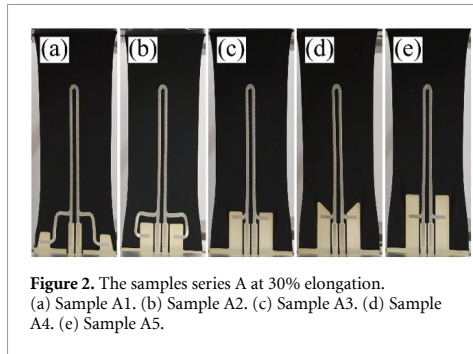 (a) (b) (c) (d) (e)
Figure 2. The samples series A at 30% elongation.
(a) Sample A1. (b) Sample A2. (c) Sample A3. (d) Sample
A4. (e) Sample A5.